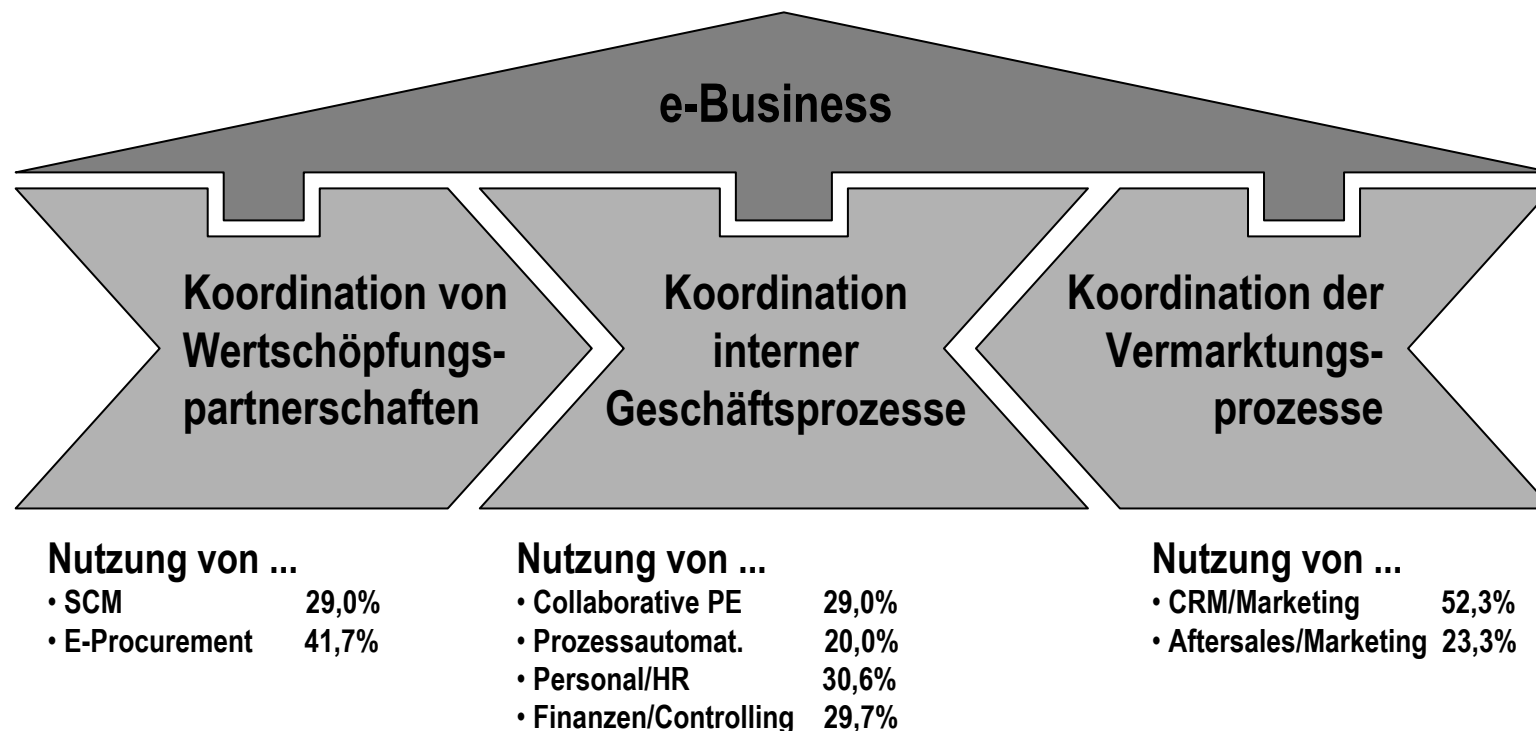 e-Business
Koordination von
Wertschöpfungs-
partnerschaften
Koordination
interner
Geschäftsprozesse
Koordination der
Vermarktungs-
prozesse
Nutzung von ...
• SCM 29,0%
• E-Procurement 41,7%
Nutzung von ...
• Collaborative PE 29,0%
• Prozessautomat. 20,0%
• Personal/HR 30,6%
• Finanzen/Controlling 29,7%
Nutzung von ...
• CRM/Marketing 52,3%
• Aftersales/Marketing 23,3%